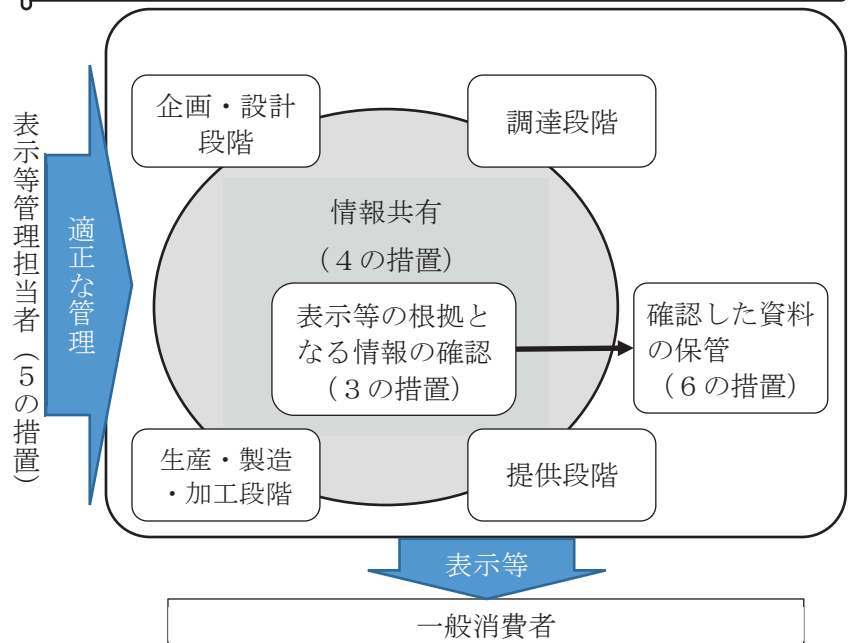 表示等管理担当者（５の措置）
適正な管理
企画・設計
段階
調達段階
情報共有
（４の措置）
表示等の根拠と
なる情報の確認
（３の措置）
確認した資料
の保管
（６の措置）
生産・製造
・加工段階
提供段階
表示等
一般消費者